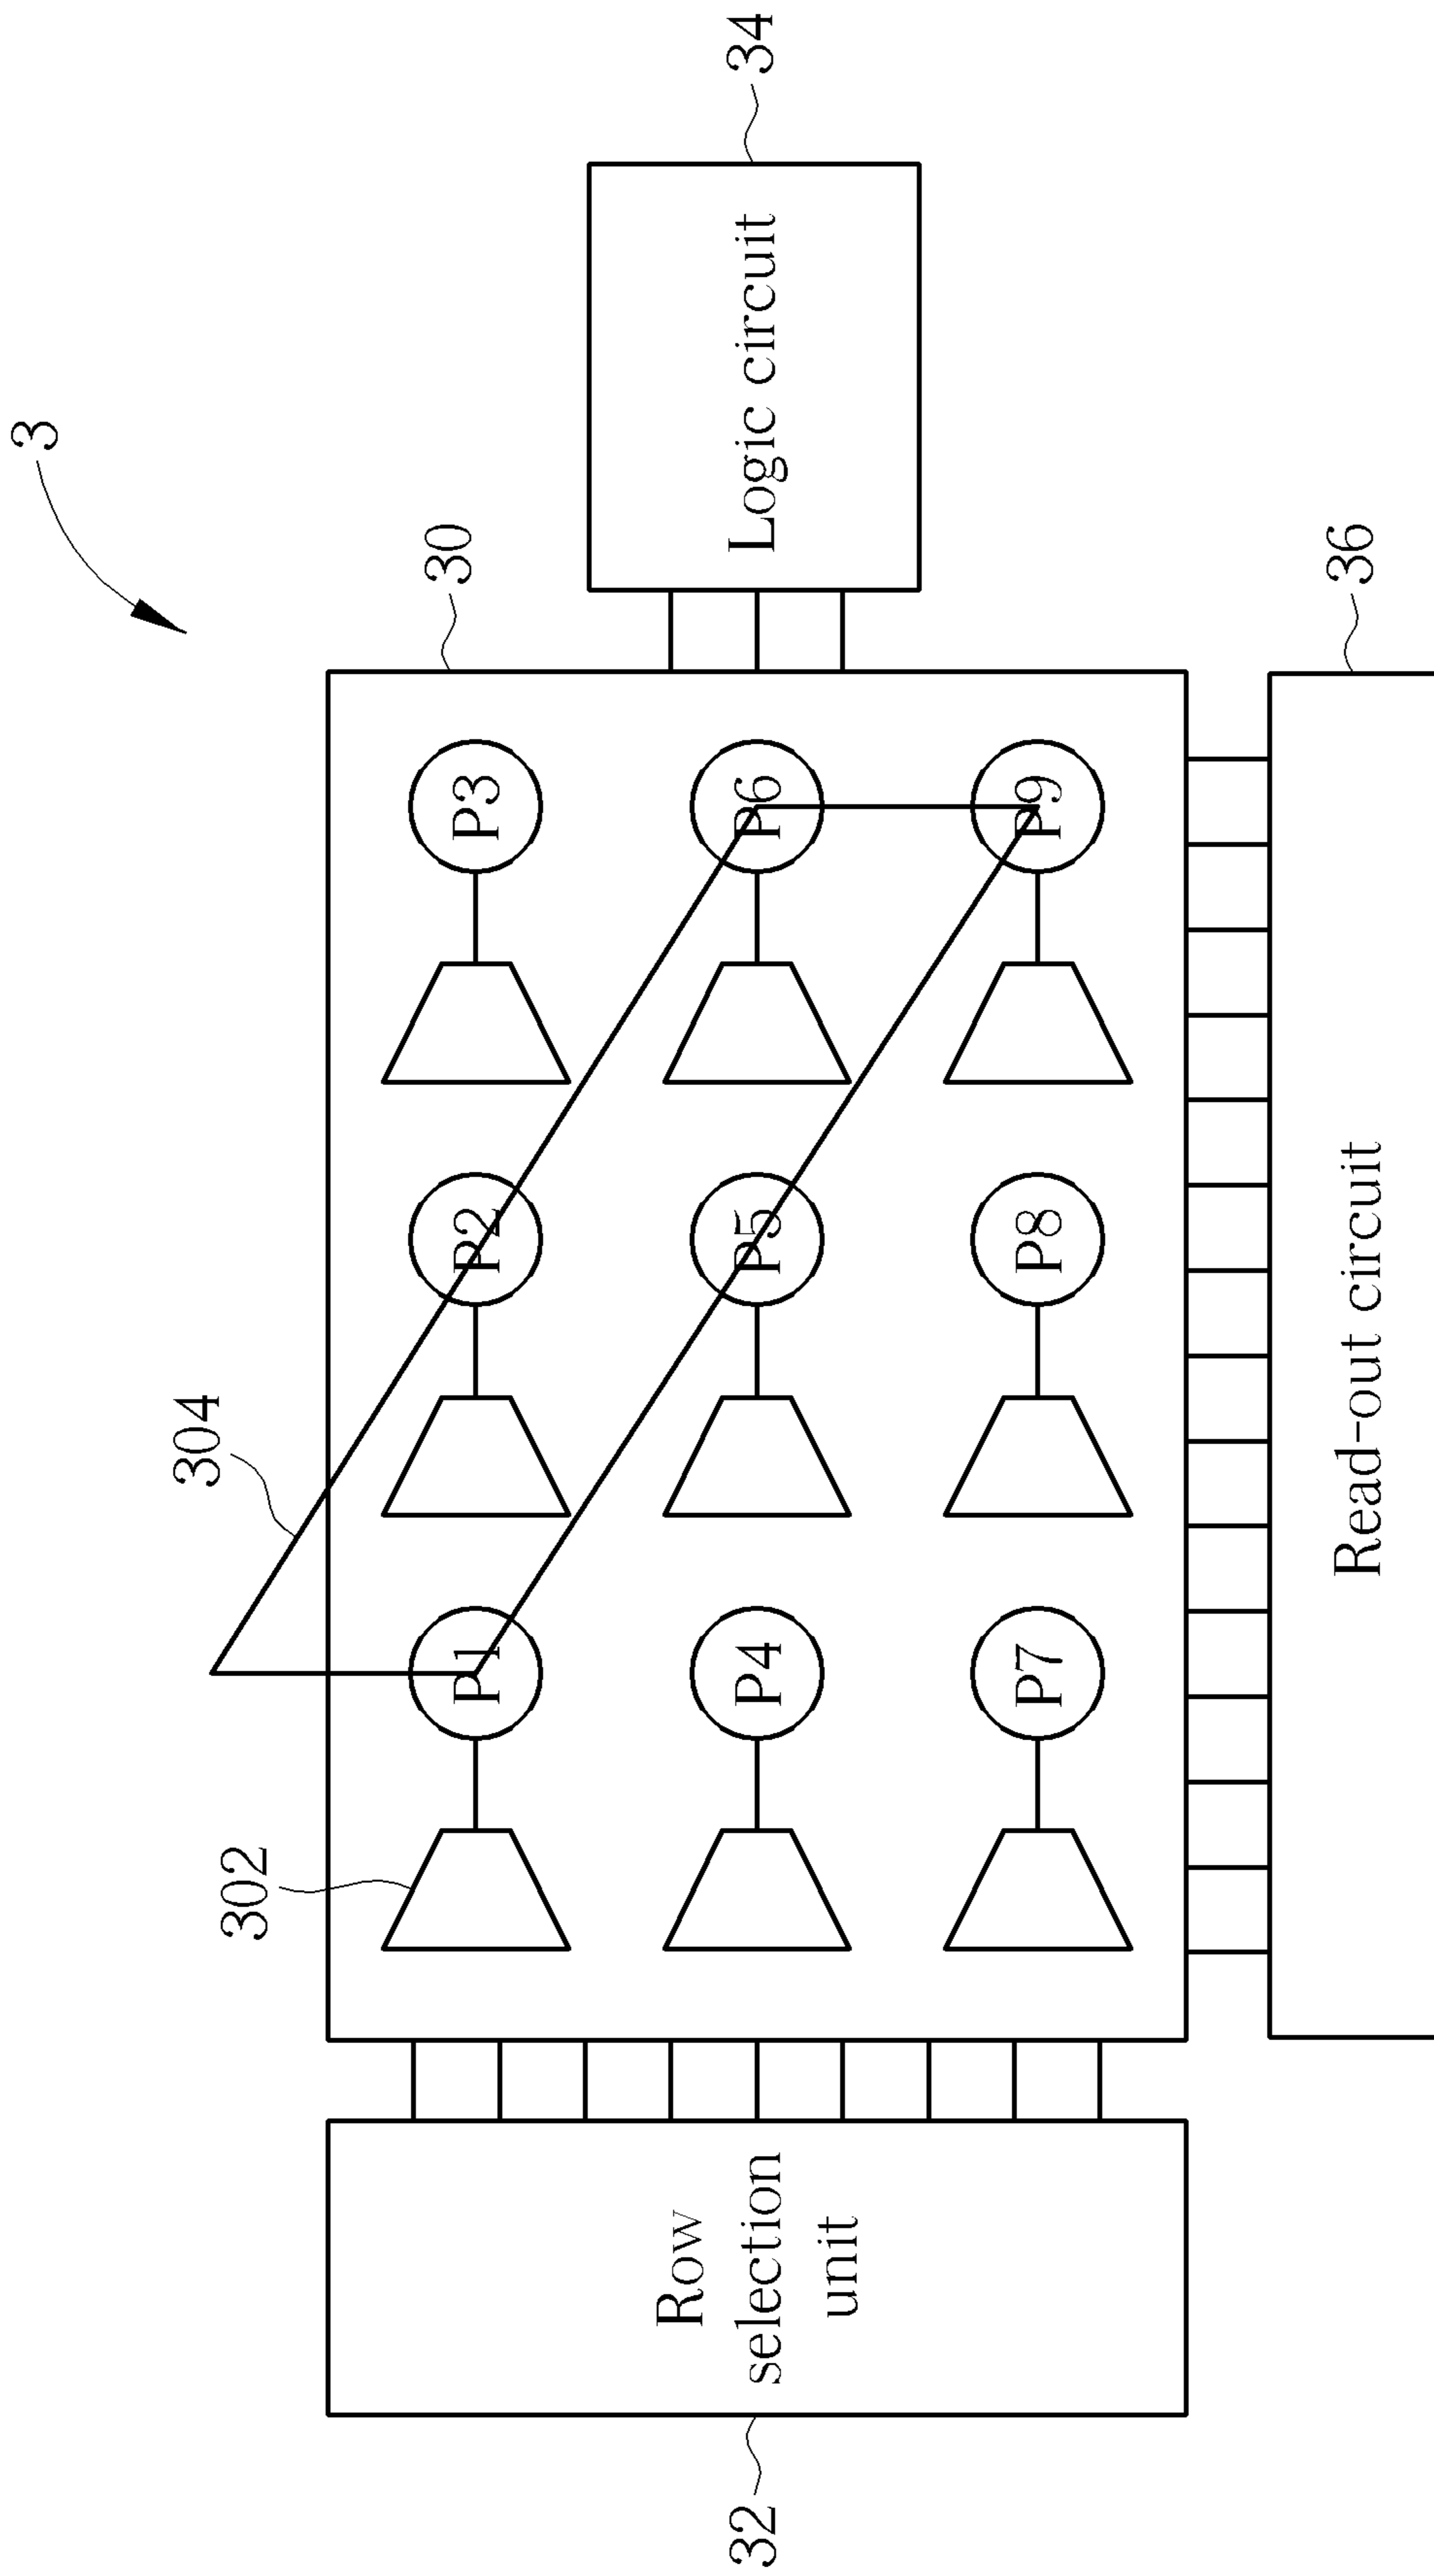 3
304
302
30
P1
P2
P3
P4
P5
P6
P7
P8
P9
Row
selection
unit
32
Logic circuit
34
Read-out circuit
36